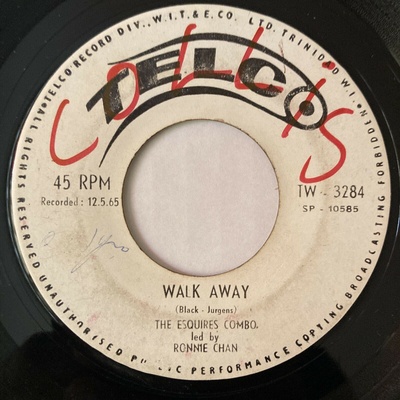 TELCO RECORD DIV., W.I.T. & E. CO. LTD. TRINIDAD W.I.
ALL RIGHTS RESERVED UNAUTHORISED PUBLIC PERFORMANCE COPYING BROADCASTING FORBIDDEN
TELCO
COLLIS
45 RPM
Recorded : 12.5.65
TW - 3284
SP - 10585
WALK AWAY
(Black - Jurgens)
THE ESQUIRES COMBO.
led by
RONNIE CHAN